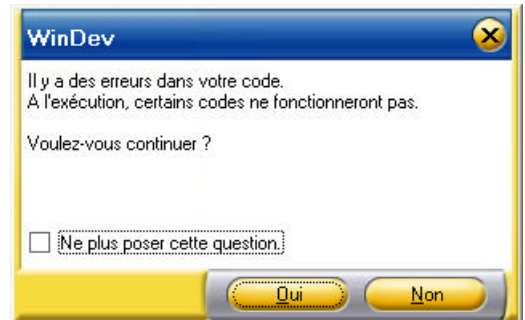 WinDev
Il y a des erreurs dans votre code.
A l'exécution, certains codes ne fonctionneront pas.
Voulez-vous continuer ?
Ne plus poser cette question.
Oui
Non